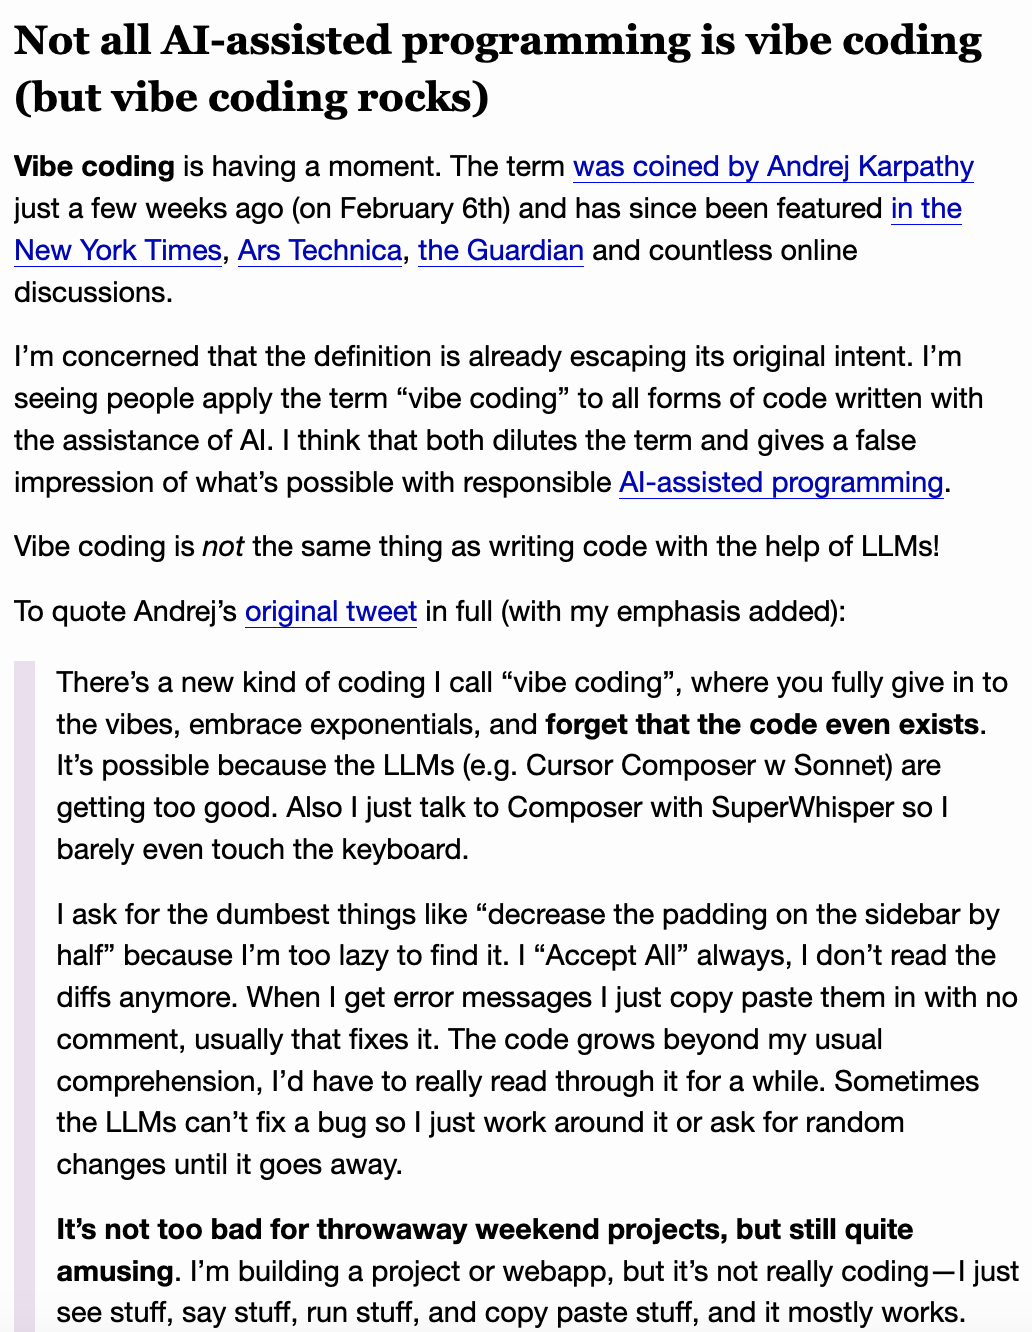 Not all AI-assisted programming is vibe coding
(but vibe coding rocks)
Vibe coding is having a moment. The term was coined by Andrej Karpathy
just a few weeks ago (on February 6th) and has since been featured in the
New York Times, Ars Technica, the Guardian and countless online
discussions.
I’m concerned that the definition is already escaping its original intent. I’m
seeing people apply the term “vibe coding” to all forms of code written with
the assistance of AI. I think that both dilutes the term and gives a false
impression of what’s possible with responsible AI-assisted programming.
Vibe coding is not the same thing as writing code with the help of LLMs!
To quote Andrej’s original tweet in full (with my emphasis added):
There’s a new kind of coding I call “vibe coding”, where you fully give in to
the vibes, embrace exponentials, and forget that the code even exists.
It’s possible because the LLMs (e.g. Cursor Composer w Sonnet) are
getting too good. Also I just talk to Composer with SuperWhisper so I
barely even touch the keyboard.
I ask for the dumbest things like “decrease the padding on the sidebar by
half” because I’m too lazy to find it. I “Accept All” always, I don’t read the
diffs anymore. When I get error messages I just copy paste them in with no
comment, usually that fixes it. The code grows beyond my usual
comprehension, I’d have to really read through it for a while. Sometimes
the LLMs can’t fix a bug so I just work around it or ask for random
changes until it goes away.
It’s not too bad for throwaway weekend projects, but still quite
amusing. I’m building a project or webapp, but it’s not really coding—I just
see stuff, say stuff, run stuff, and copy paste stuff, and it mostly works.